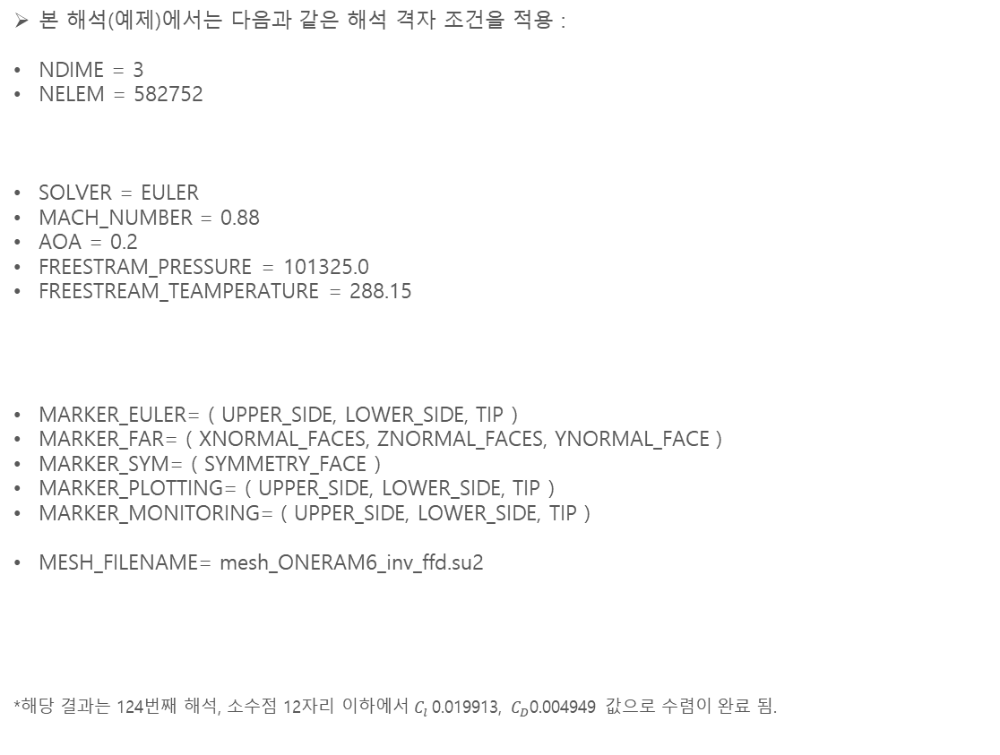 ➢ 본 해석(예제)에서는 다음과 같은 해석 격자 조건을 적용 :
• NDIME = 3
• NELEM = 582752
• SOLVER = EULER
• MACH_NUMBER = 0.88
• AOA = 0.2
• FREESTRAM_PRESSURE = 101325.0
• FREESTREAM_TEAMPERATURE = 288.15
• MARKER_EULER= ( UPPER_SIDE, LOWER_SIDE, TIP )
• MARKER_FAR= ( XNORMAL_FACES, ZNORMAL_FACES, YNORMAL_FACE )
• MARKER_SYM= ( SYMMETRY_FACE )
• MARKER_PLOTTING= ( UPPER_SIDE, LOWER_SIDE, TIP )
• MARKER_MONITORING= ( UPPER_SIDE, LOWER_SIDE, TIP )
• MESH_FILENAME= mesh_ONERAM6_inv_ffd.su2
*해당 결과는 124번째 해석, 소수점 12자리 이하에서 C_l 0.019913, C_D 0.004949 값으로 수렴이 완료 됨.